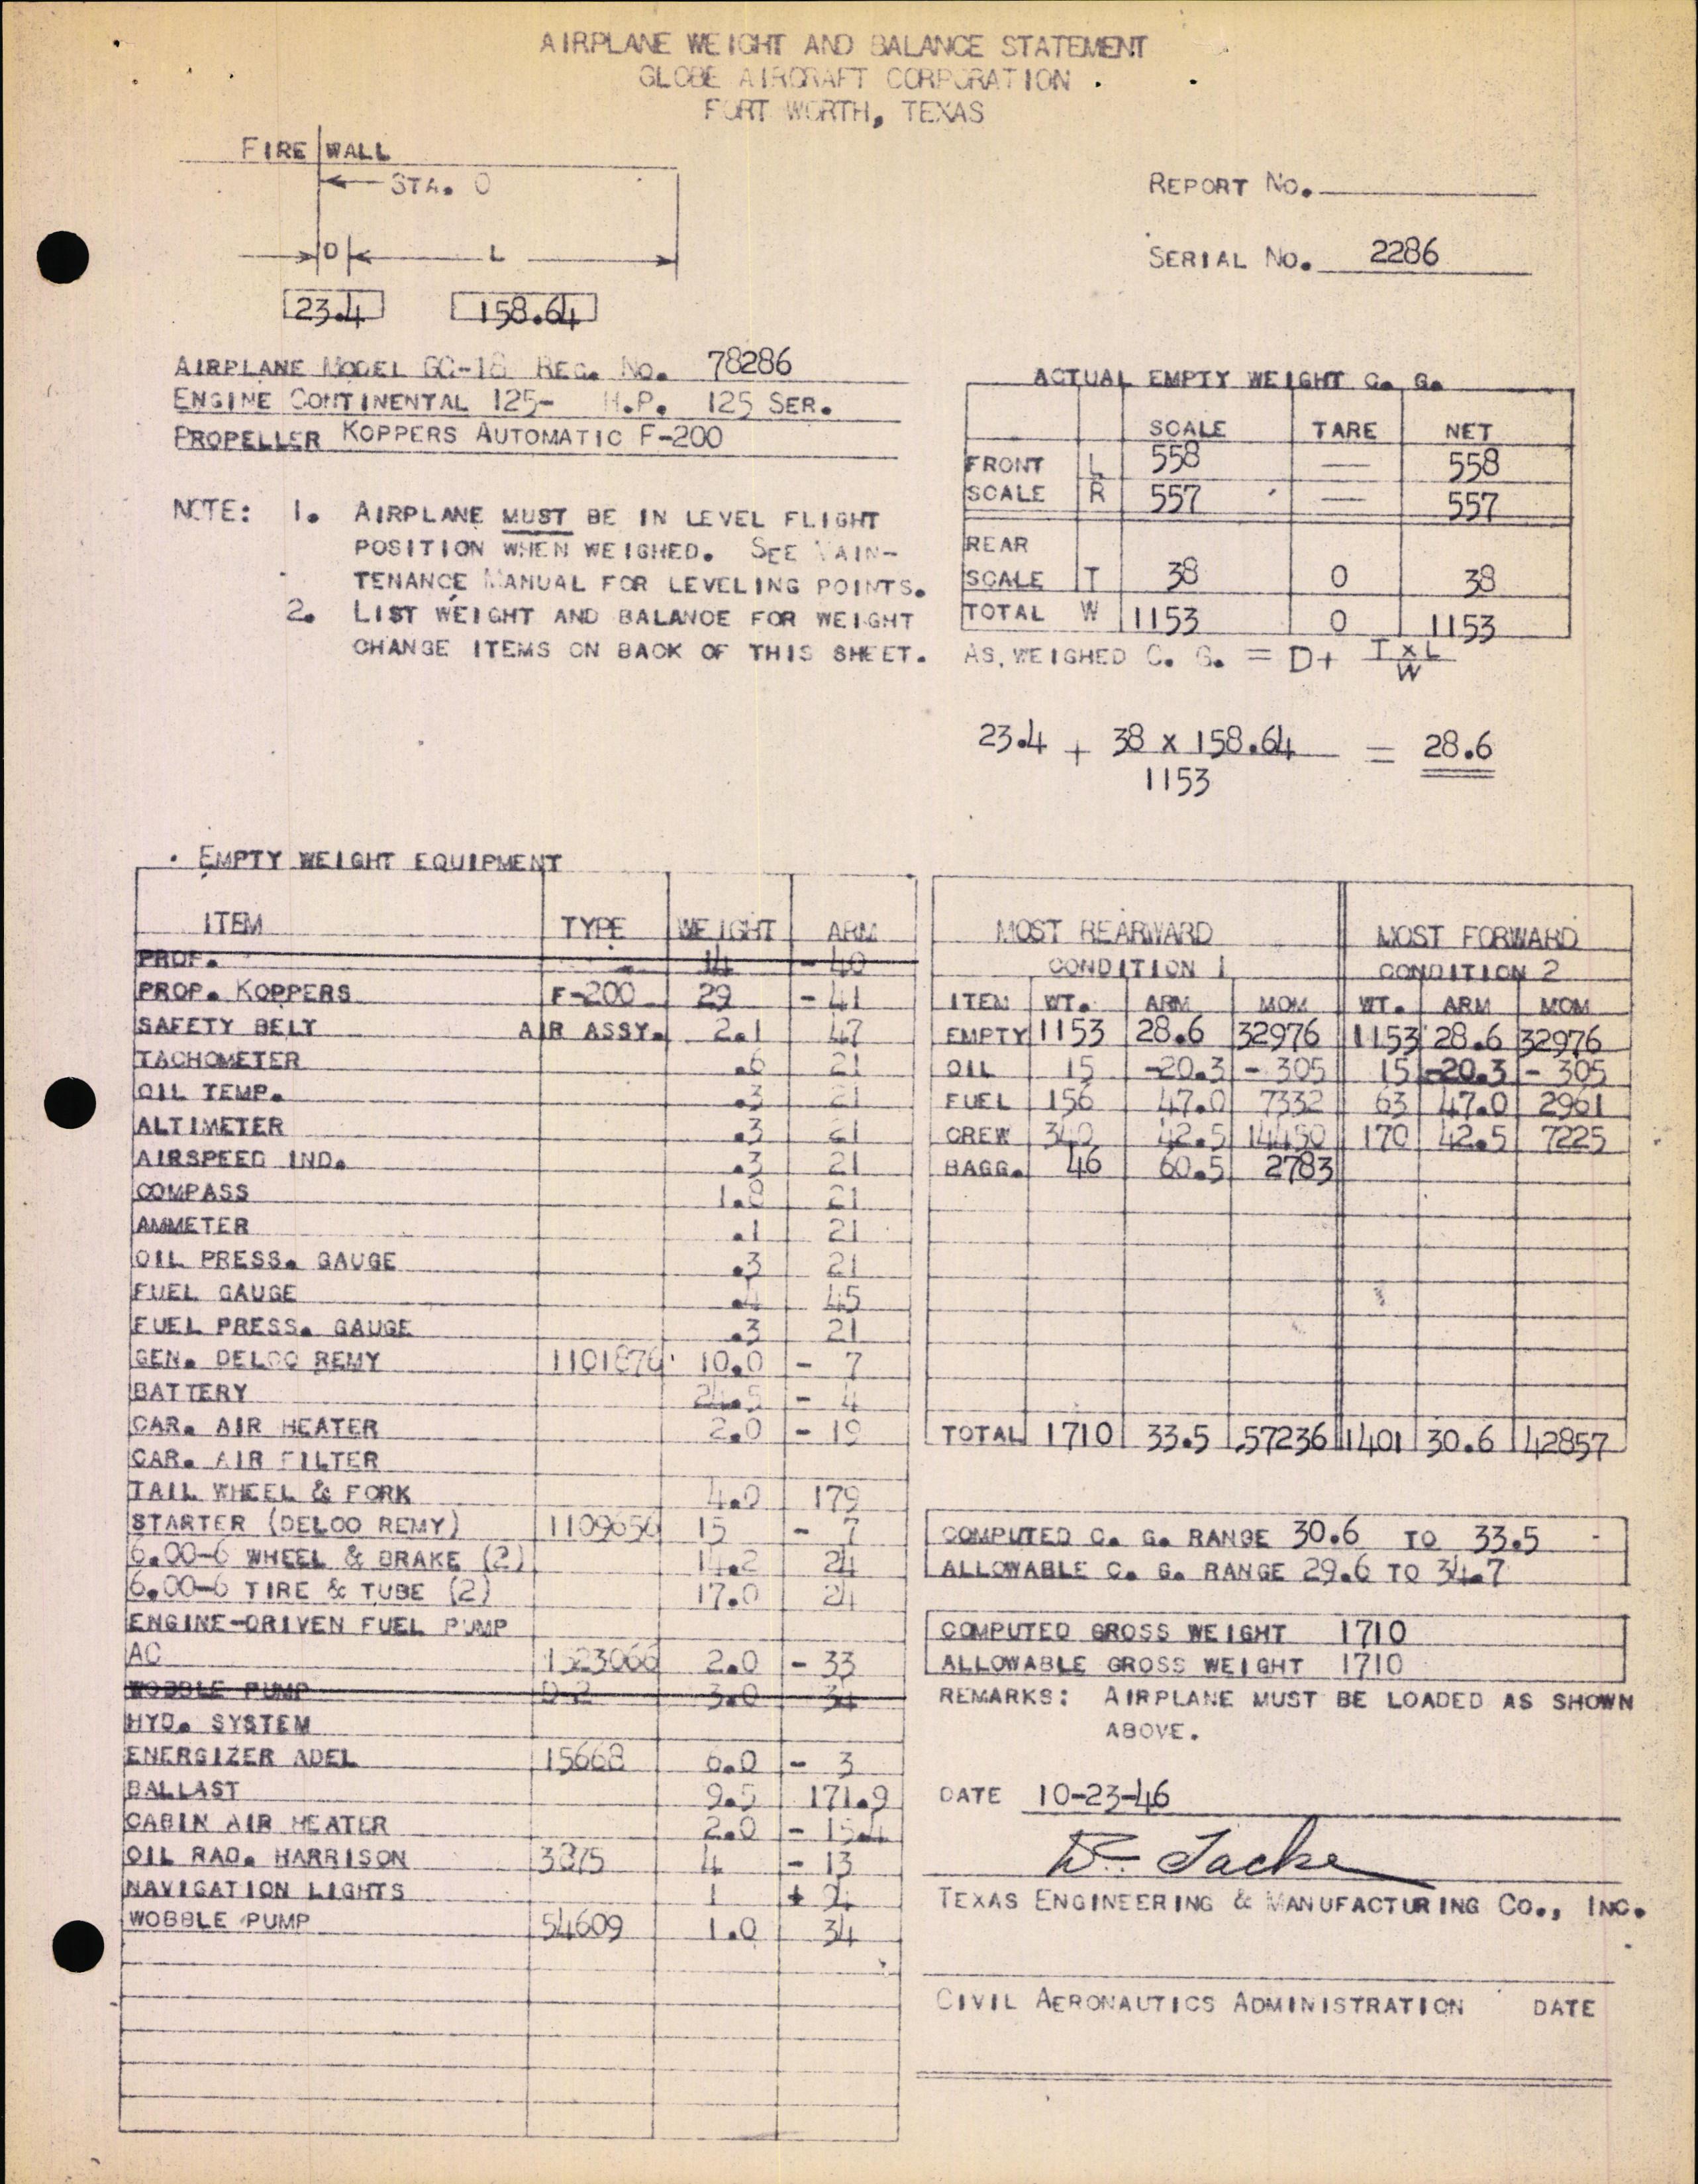 AIRPLANE WEIGHT AND BALANCE STATEMENT
GLOBE AIRCRAFT CORPORATION
FORT WORTH, TEXAS
FIRE WALL
STA. 0
D L
23.4 158.64
REPORT NO.
SERIAL NO. 2286
AIRPLANE MODEL GC-1B REG. NO. 78286
ENGINE CONTINENTAL 125- H.P. 125 SER.
PROPELLER KOPPERS AUTOMATIC F-200
NOTE: 1. AIRPLANE MUST BE IN LEVEL FLIGHT
POSITION WHEN WEIGHED. SEE MAIN-
TENANCE MANUAL FOR LEVELING POINTS.
2. LIST WEIGHT AND BALANCE FOR WEIGHT
CHANGE ITEMS ON BACK OF THIS SHEET.
ACTUAL EMPTY WEIGHT C. G.
SCALE TARE NET
FRONT L 558 — 558
SCALE R 557 — 557
REAR
SCALE T 38 0 38
TOTAL W 1153 0 1153
AS WEIGHED C. G. = D+ T x L
W
23.4 + 38 x 158.64 = 28.6
1153
EMPTY WEIGHT EQUIPMENT
ITEM TYPE WEIGHT ARM
PROP. 14 - 40
PROP. KOPPERS F-200 29 - 41
SAFETY BELT AIR ASSY. 2.1 47
TACHOMETER .6 21
OIL TEMP. .3 21
ALTIMETER .3 21
AIRSPEED IND. .3 21
COMPASS 1.8 21
AMMETER .1 21
OIL PRESS. GAUGE .3 21
FUEL GAUGE .4 45
FUEL PRESS. GAUGE .3 21
GEN. DELCO REMY 1101876 10.0 - 7
BATTERY 24.5 - 4
CAR. AIR HEATER 2.0 - 19
CAR. AIR FILTER
TAIL WHEEL & FORK 4.0 179
STARTER (DELCO REMY) 1109656 15 - 7
6.00-6 WHEEL & BRAKE (2) 14.2 24
6.00-6 TIRE & TUBE (2) 17.0 24
ENGINE-DRIVEN FUEL PUMP
AC 1523066 2.0 - 33
WOBBLE PUMP D-2 3.0 34
HYD. SYSTEM
ENERGIZER ADEL 15668 6.0 - 3
BALLAST 9.5 171.9
CABIN AIR HEATER 2.0 - 15.4
OIL RAD. HARRISON 3875 4 - 13
NAVIGATION LIGHTS 1 +
WOBBLE PUMP 54609 1.0 34
MOST REARWARD MOST FORWARD
CONDITION 1 CONDITION 2
ITEM WT. ARM MOM WT. ARM MOM
EMPTY 1153 28.6 32976 1153 28.6 32976
OIL 15 -20.3 - 305 15 -20.3 - 305
FUEL 156 47.0 7332 63 47.0 2961
CREW 340 42.5 14450 170 42.5 7225
BAGG. 46 60.5 2783
TOTAL 1710 33.5 57236 1401 30.6 42857
COMPUTED C. G. RANGE 30.6 TO 33.5
ALLOWABLE C. G. RANGE 29.6 TO 34.7
COMPUTED GROSS WEIGHT 1710
ALLOWABLE GROSS WEIGHT 1710
REMARKS: AIRPLANE MUST BE LOADED AS SHOWN
ABOVE.
DATE 10-23-46
TEXAS ENGINEERING & MANUFACTURING CO., INC.
CIVIL AERONAUTICS ADMINISTRATION DATE